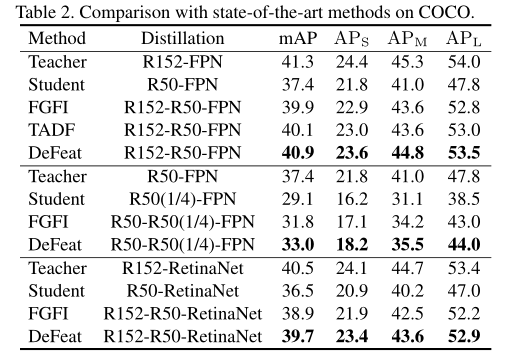 Table 2. Comparison with state-of-the-art methods on COCO.
Method Distillation mAP AP_S AP_M AP_L
Teacher R152-FPN 41.3 24.4 45.3 54.0
Student R50-FPN 37.4 21.8 41.0 47.8
FGFI R152-R50-FPN 39.9 22.9 43.6 52.8
TADF R152-R50-FPN 40.1 23.0 43.6 53.0
DeFeat R152-R50-FPN 40.9 23.6 44.8 53.5
Teacher R50-FPN 37.4 21.8 41.0 47.8
Student R50(1/4)-FPN 29.1 16.2 31.1 38.5
FGFI R50-R50(1/4)-FPN 31.8 17.1 34.2 43.0
DeFeat R50-R50(1/4)-FPN 33.0 18.2 35.5 44.0
Teacher R152-RetinaNet 40.5 24.1 44.7 53.4
Student R50-RetinaNet 36.5 20.9 40.2 47.0
FGFI R152-R50-RetinaNet 38.9 21.9 42.5 52.2
DeFeat R152-R50-RetinaNet 39.7 23.4 43.6 52.9